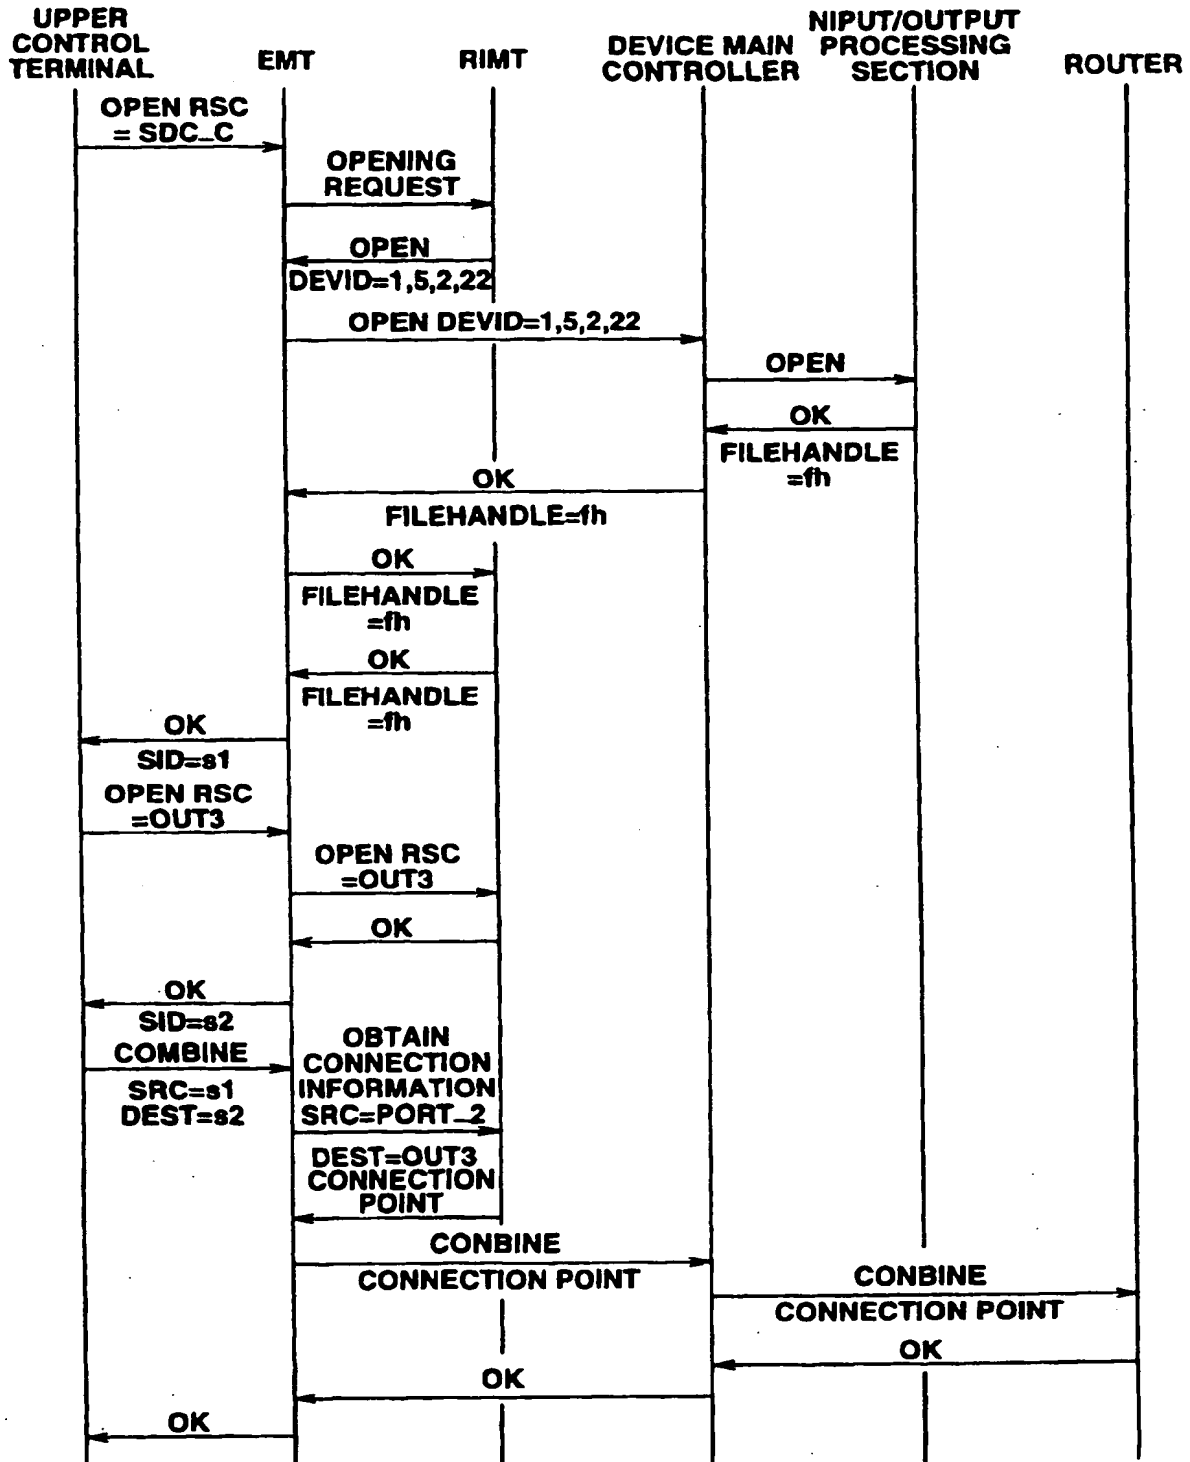 UPPER
CONTROL
TERMINAL
EMT
RIMT
DEVICE MAIN
CONTROLLER
NIPUT/OUTPUT
PROCESSING
SECTION
ROUTER
OPEN RSC
= SDC_C
OPENING
REQUEST
OPEN
DEVID=1,5,2,22
OPEN DEVID=1,5,2,22
OPEN
OK
FILEHANDLE
=fh
OK
FILEHANDLE=fh
OK
FILEHANDLE
=fh
OK
FILEHANDLE
=fh
OK
SID=s1
OPEN RSC
=OUT3
OPEN RSC
=OUT3
OK
OK
SID=s2
COMBINE
SRC=s1
DEST=s2
OBTAIN
CONNECTION
INFORMATION
SRC=PORT_2
DEST=OUT3
CONNECTION
POINT
CONBINE
CONNECTION POINT
CONBINE
CONNECTION POINT
OK
OK
OK